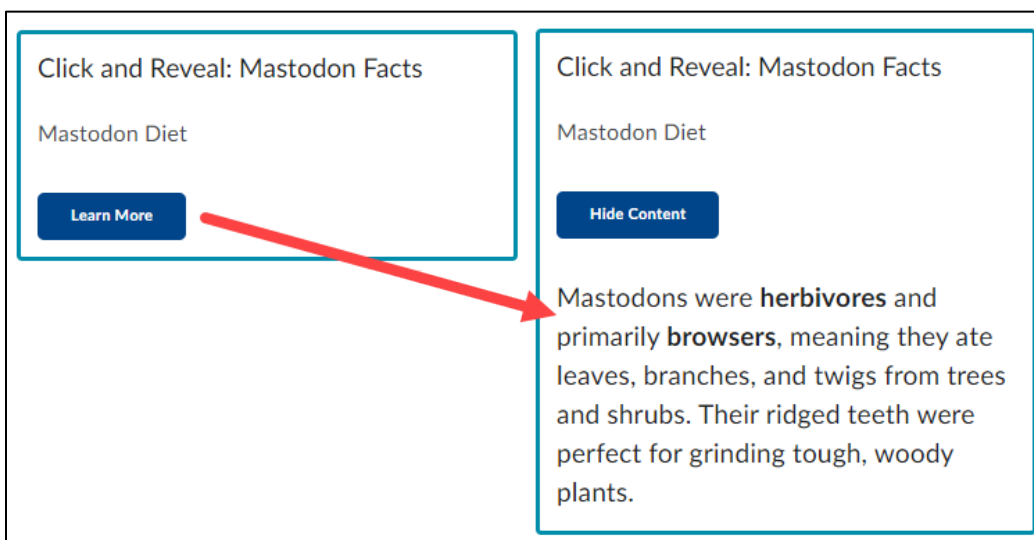 Click and Reveal: Mastodon Facts
Mastodon Diet
Learn More
Click and Reveal: Mastodon Facts
Mastodon Diet
Hide Content
Mastodons were herbivores and
primarily browsers, meaning they ate
leaves, branches, and twigs from trees
and shrubs. Their ridged teeth were
perfect for grinding tough, woody
plants.